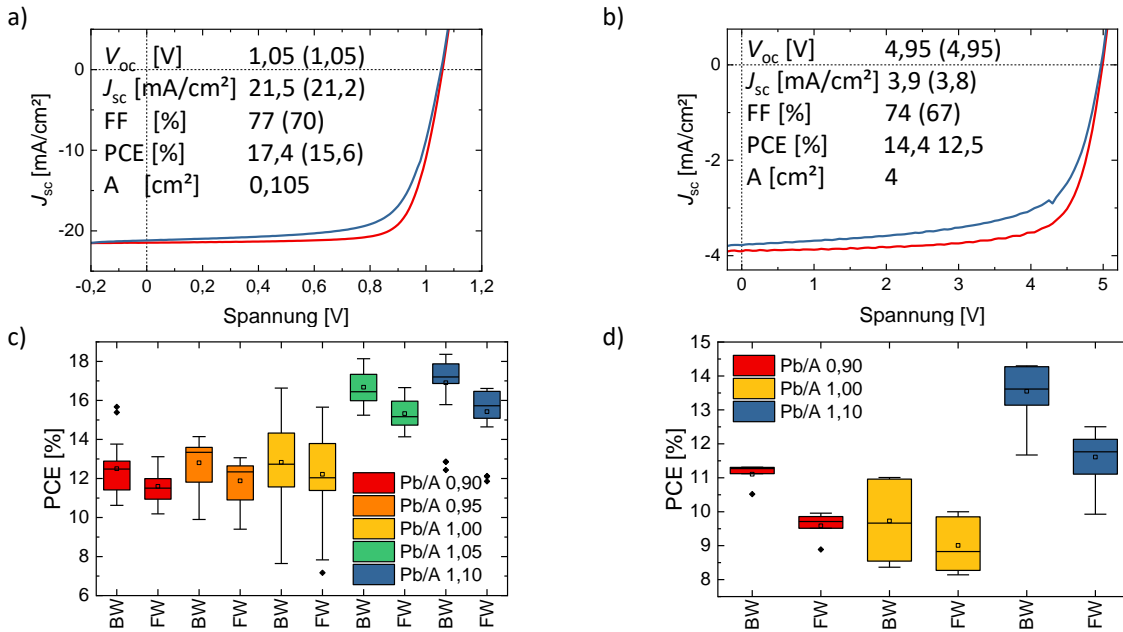 a)
V_oc [V] 1,05 (1,05)
J_sc [mA/cm²] 21,5 (21,2)
FF [%] 77 (70)
PCE [%] 17,4 (15,6)
A [cm²] 0,105
0
-10
-20
J_sc [mA/cm²]
-0,2 0 0,2 0,4 0,6 0,8 1 1,2
Spannung [V]
b)
V_oc [V] 4,95 (4,95)
J_sc [mA/cm²] 3,9 (3,8)
FF [%] 74 (67)
PCE [%] 14,4 12,5
A [cm²] 4
0
-2
-4
J_sc [mA/cm²]
0 1 2 3 4 5
Spannung [V]
c)
18
16
14
12
10
8
6
PCE [%]
Pb/A 0,90
Pb/A 0,95
Pb/A 1,00
Pb/A 1,05
Pb/A 1,10
BW FW BW FW BW FW BW FW BW FW
d)
15
14
13
12
11
10
9
8
PCE [%]
Pb/A 0,90
Pb/A 1,00
Pb/A 1,10
BW FW BW FW BW FW